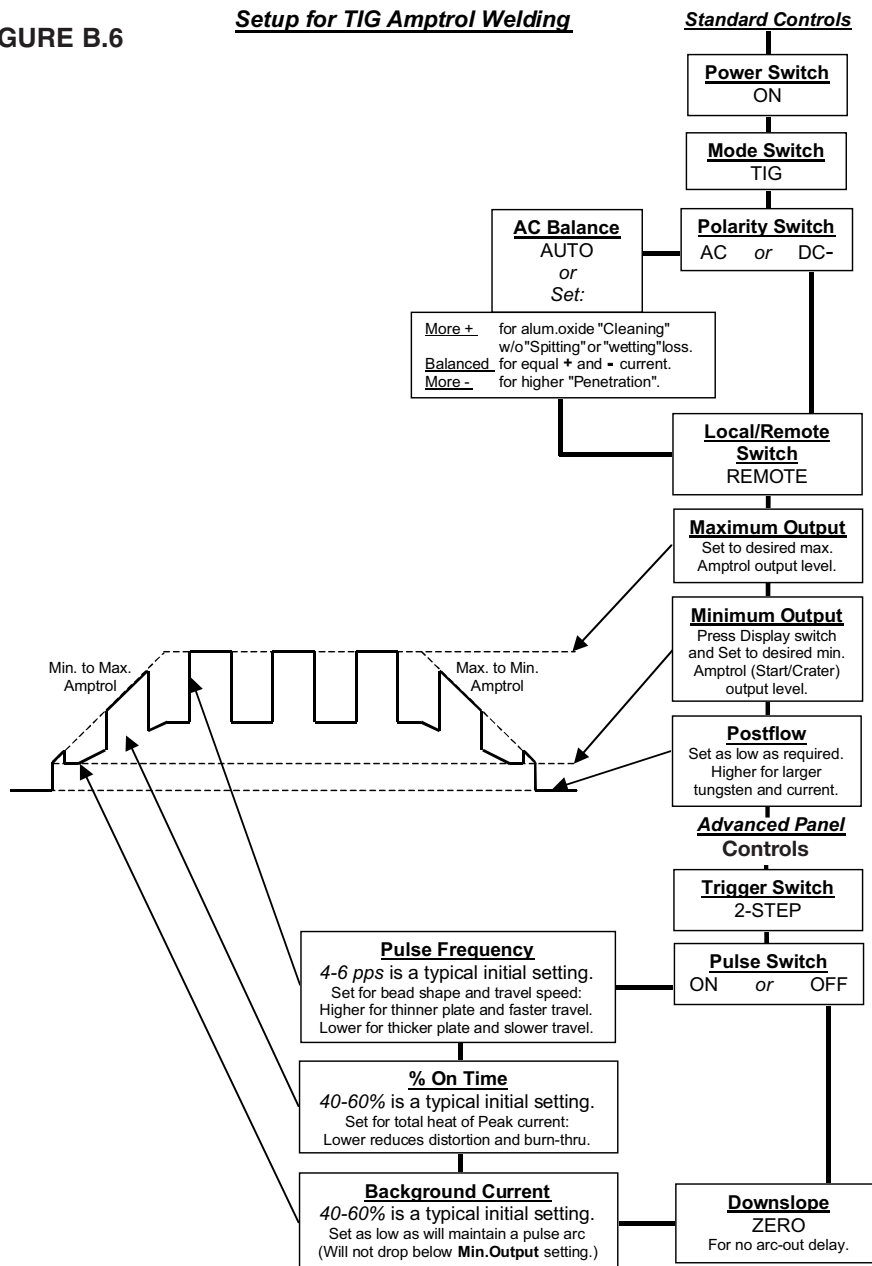 GURE B.6
Setup for TIG Amptrol Welding
Standard Controls
Power Switch
ON
Mode Switch
TIG
AC Balance
AUTO
or
Set:
Polarity Switch
AC or DC-
More + for alum.oxide "Cleaning"
w/o"Spitting"or"wetting"loss.
Balanced for equal + and - current.
More - for higher "Penetration".
Local/Remote
Switch
REMOTE
Maximum Output
Set to desired max.
Amptrol output level.
Minimum Output
Press Display switch
and Set to desired min.
Amptrol (Start/Crater)
output level.
Min. to Max.
Amptrol
Max. to Min.
Amptrol
Postflow
Set as low as required.
Higher for larger
tungsten and current.
Advanced Panel
Controls
Trigger Switch
2-STEP
Pulse Frequency
4-6 pps is a typical initial setting.
Set for bead shape and travel speed:
Higher for thinner plate and faster travel.
Lower for thicker plate and slower travel.
Pulse Switch
ON or OFF
% On Time
40-60% is a typical initial setting.
Set for total heat of Peak current:
Lower reduces distortion and burn-thru.
Background Current
40-60% is a typical initial setting.
Set as low as will maintain a pulse arc
(Will not drop below Min.Output setting.)
Downslope
ZERO
For no arc-out delay.